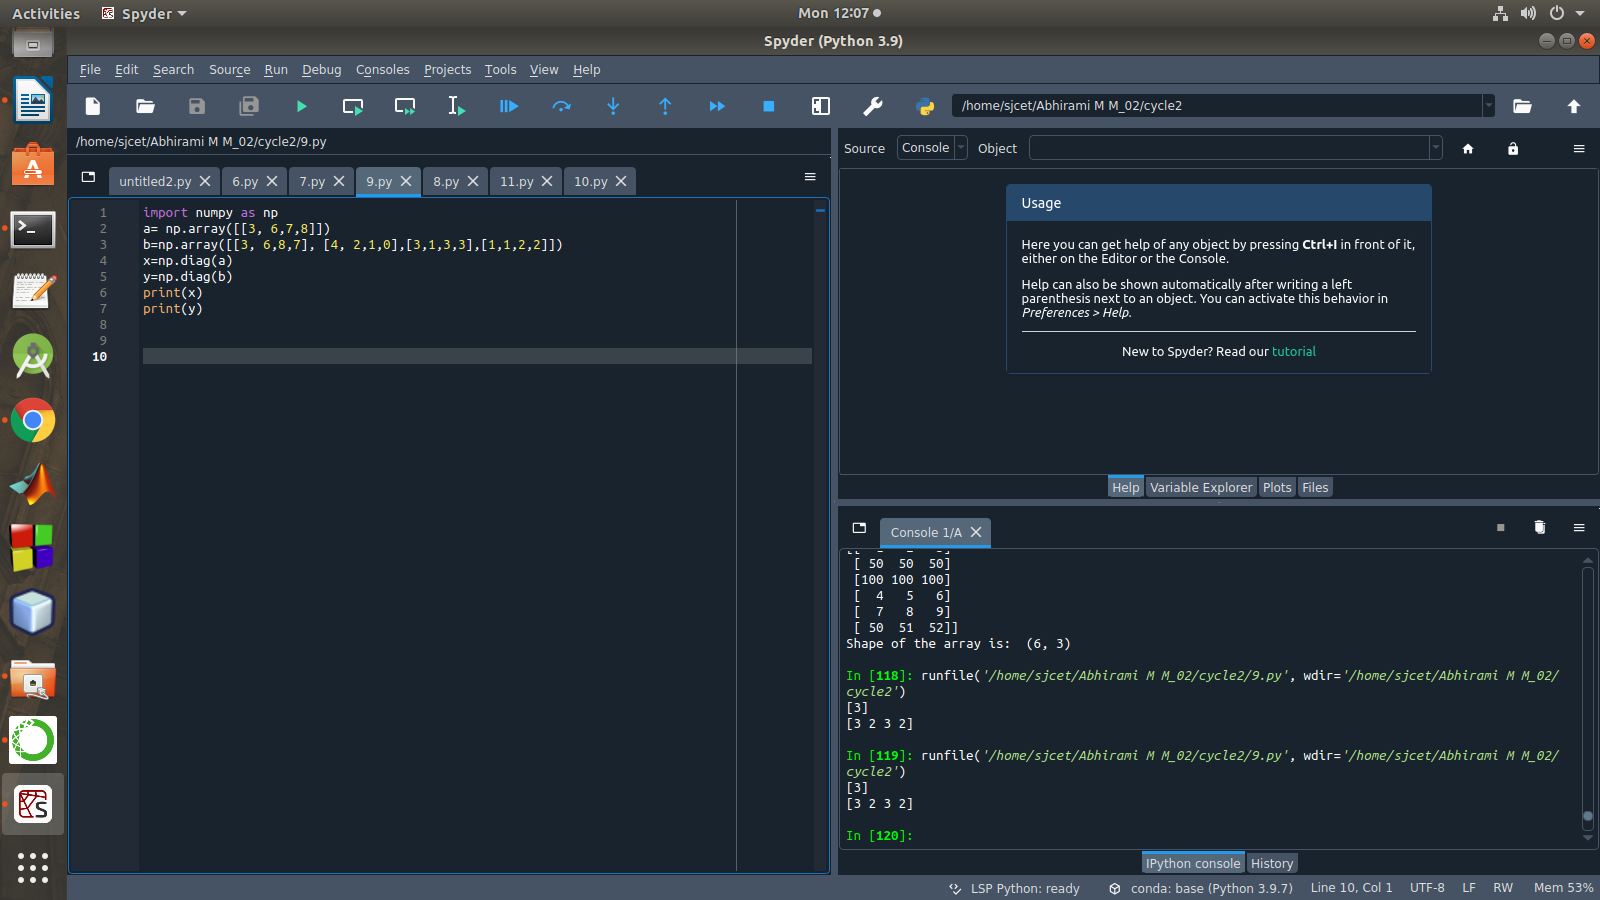 Activities
Spyder
Mon 12:07
Spyder (Python 3.9)
File Edit Search Source Run Debug Consoles Projects Tools View Help
/home/sjcet/Abhirami M M_02/cycle2
/home/sjcet/Abhirami M M_02/cycle2/9.py
untitled2.py 6.py 7.py 9.py 8.py 11.py 10.py
1 import numpy as np
2 a= np.array([[3, 6,7,8]])
3 b=np.array([[3, 6,8,7], [4, 2,1,0],[3,1,3,3],[1,1,2,2]])
4 x=np.diag(a)
5 y=np.diag(b)
6 print(x)
7 print(y)
8
9
10
Source Console Object
Usage
Here you can get help of any object by pressing Ctrl+I in front of it,
either on the Editor or the Console.
Help can also be shown automatically after writing a left
parenthesis next to an object. You can activate this behavior in
Preferences > Help.
New to Spyder? Read our tutorial
Help Variable Explorer Plots Files
Console 1/A
[ 50  50  50]
[100 100 100]
[  4   5   6]
[  7   8   9]
[ 50  51  52]]
Shape of the array is:  (6, 3)
In [118]: runfile('/home/sjcet/Abhirami M M_02/cycle2/9.py', wdir='/home/sjcet/Abhirami M M_02/
cycle2')
[3]
[3 2 3 2]
In [119]: runfile('/home/sjcet/Abhirami M M_02/cycle2/9.py', wdir='/home/sjcet/Abhirami M M_02/
cycle2')
[3]
[3 2 3 2]
In [120]:
IPython console History
LSP Python: ready conda: base (Python 3.9.7) Line 10, Col 1 UTF-8 LF RW Mem 53%